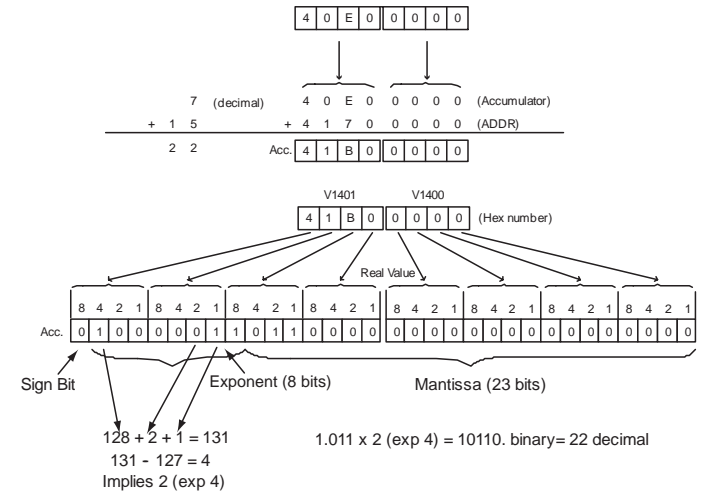 4 0 E 0 0 0 0 0
7 (decimal) 4 0 E 0 0 0 0 0 (Accumulator)
+ 1 5 + 4 1 7 0 0 0 0 0 (ADDR)
2 2 Acc. 4 1 B 0 0 0 0 0
V1401 V1400
4 1 B 0 0 0 0 0 (Hex number)
Real Value
8 4 2 1 8 4 2 1 8 4 2 1 8 4 2 1 8 4 2 1 8 4 2 1 8 4 2 1 8 4 2 1
Acc. 0 1 0 0 0 0 0 1 1 0 1 1 0 0 0 0 0 0 0 0 0 0 0 0 0 0 0 0 0 0 0 0
Sign Bit Exponent (8 bits) Mantissa (23 bits)
128 + 2 + 1 = 131
131 - 127 = 4
Implies 2 (exp 4)
1.011 x 2 (exp 4) = 10110. binary= 22 decimal